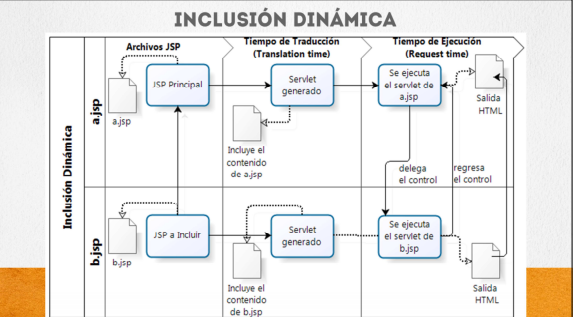 INCLUSIÓN DINÁMICA
Archivos JSP
Tiempo de Traducción
(Translation time)
Tiempo de Ejecución
(Request time)
Inclusión Dinámica
a.jsp
a.jsp
JSP Principal
Servlet
generado
Incluye el
contenido
de a.jsp
Se ejecuta
el servlet de
a.jsp
Salida
HTML
delega
el control
regresa
el control
b.jsp
b.jsp
JSP a Incluir
Servlet
generado
Incluye el
contenido
de b.jsp
Se ejecuta
el servlet de
b.jsp
Salida
HTML